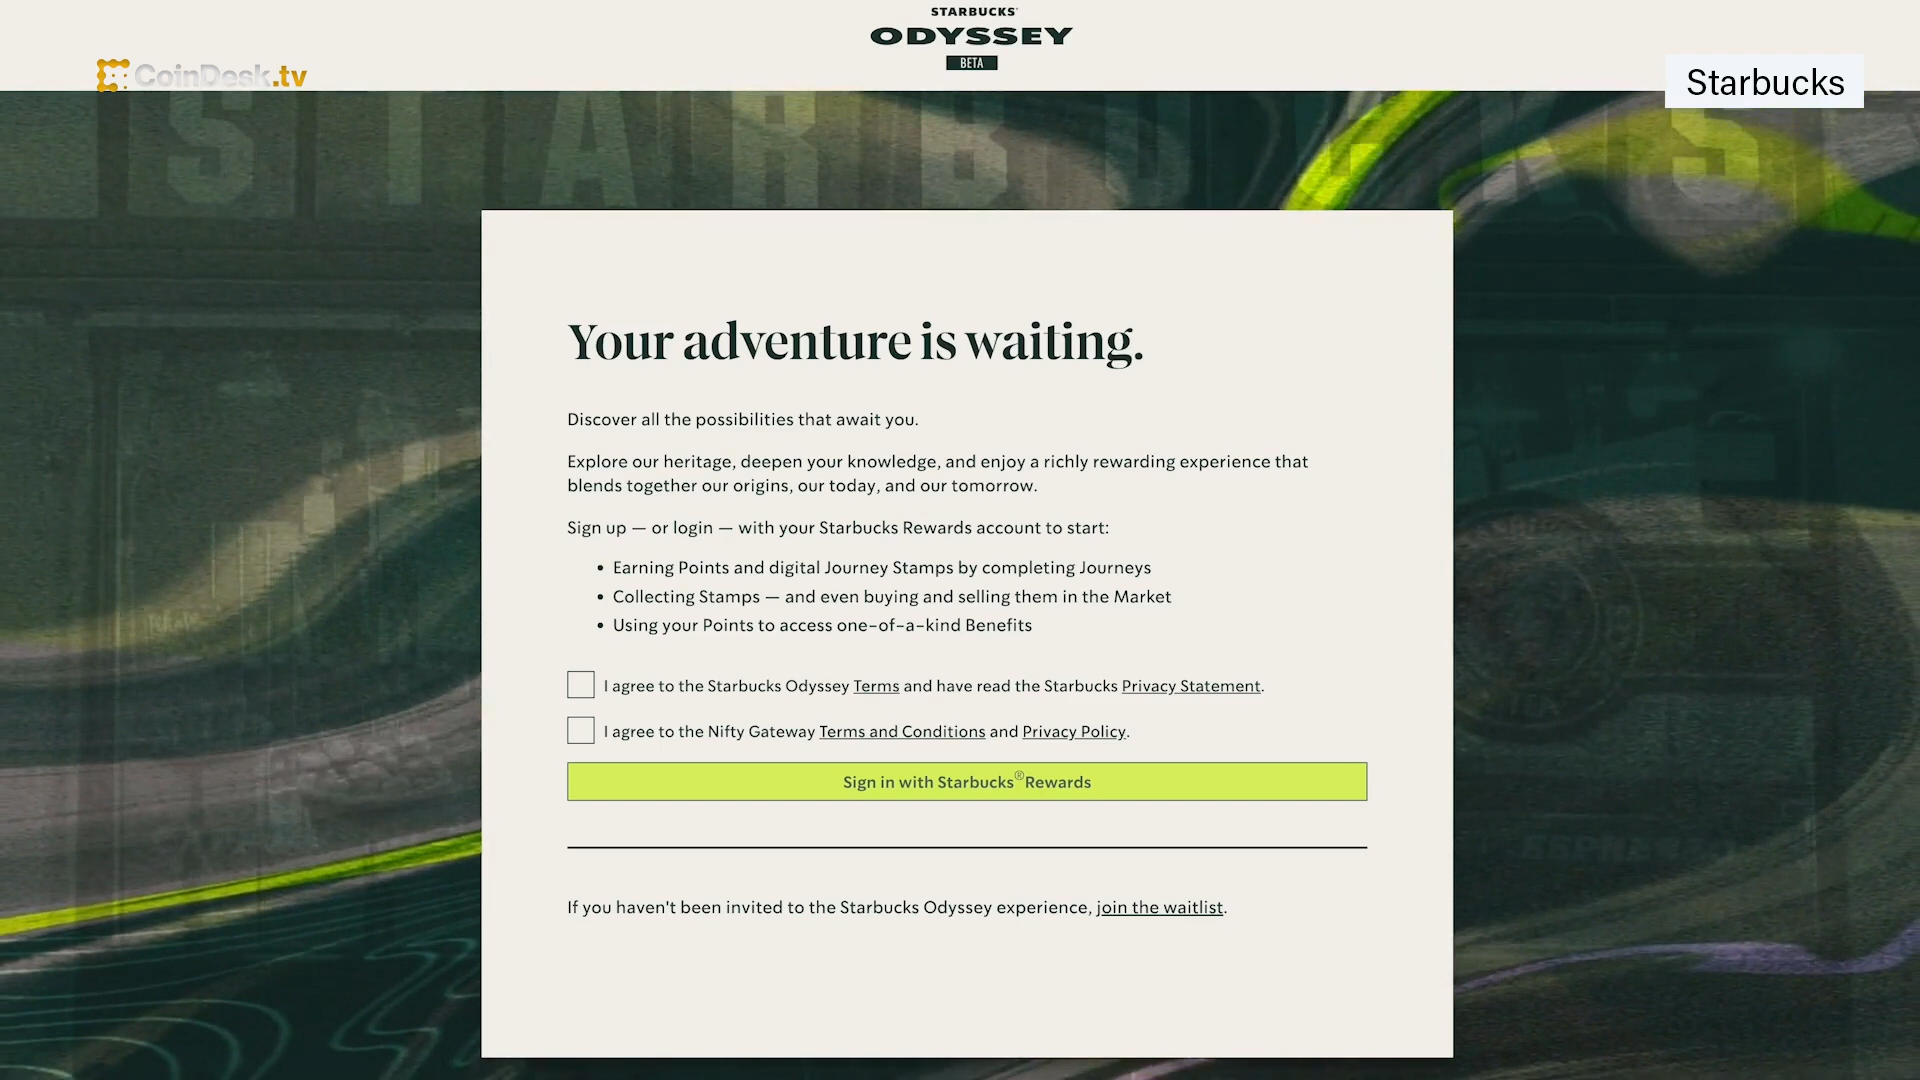 STARBUCKS
ODYSSEY
BETA
CoinDesk.tv
Starbucks
STARBUCKS
Your adventure is waiting.
Discover all the possibilities that await you.
Explore our heritage, deepen your knowledge, and enjoy a richly rewarding experience that
blends together our origins, our today, and our tomorrow.
Sign up — or login — with your Starbucks Rewards account to start:
• Earning Points and digital Journey Stamps by completing Journeys
• Collecting Stamps — and even buying and selling them in the Market
• Using your Points to access one-of-a-kind Benefits
I agree to the Starbucks Odyssey Terms and have read the Starbucks Privacy Statement.
I agree to the Nifty Gateway Terms and Conditions and Privacy Policy.
Sign in with Starbucks® Rewards
If you haven't been invited to the Starbucks Odyssey experience, join the waitlist.